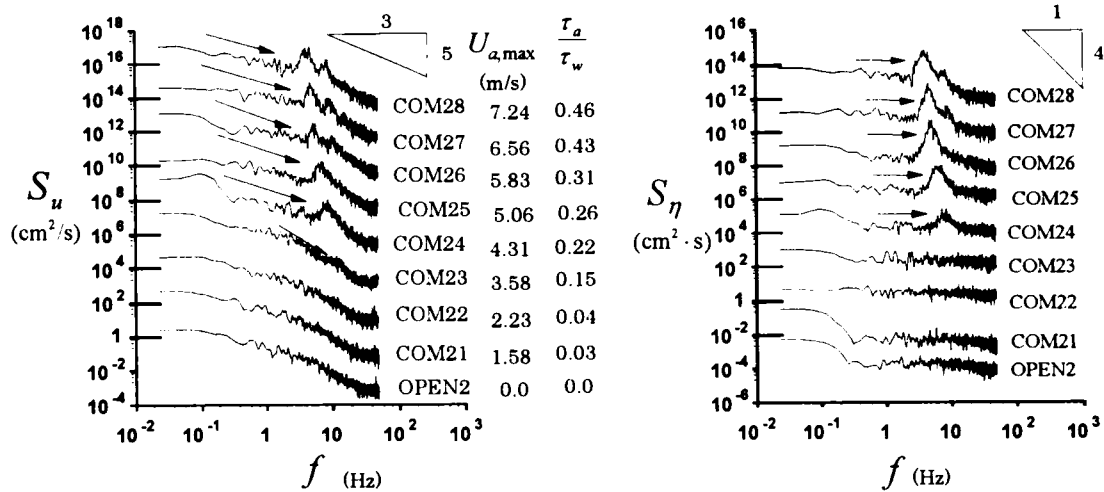 10^18
10^16
10^14
10^12
10^10
10^8
10^6
10^4
10^2
1
10^-2
10^-4
S_u
(cm^2/s)
10^-2 10^-1 1 10 10^2 10^3
f (Hz)
3
5
U_a,max τ_a/τ_w
(m/s)
COM28 7.24 0.46
COM27 6.56 0.43
COM26 5.83 0.31
COM25 5.06 0.26
COM24 4.31 0.22
COM23 3.58 0.15
COM22 2.23 0.04
COM21 1.58 0.03
OPEN2 0.0 0.0
10^16
10^14
10^12
10^10
10^8
10^6
10^4
10^2
1
10^-2
10^-4
10^-6
10^-8
S_η
(cm^2·s)
10^-2 10^-1 1 10 10^2 10^3
f (Hz)
1
4
COM28
COM27
COM26
COM25
COM24
COM23
COM22
COM21
OPEN2